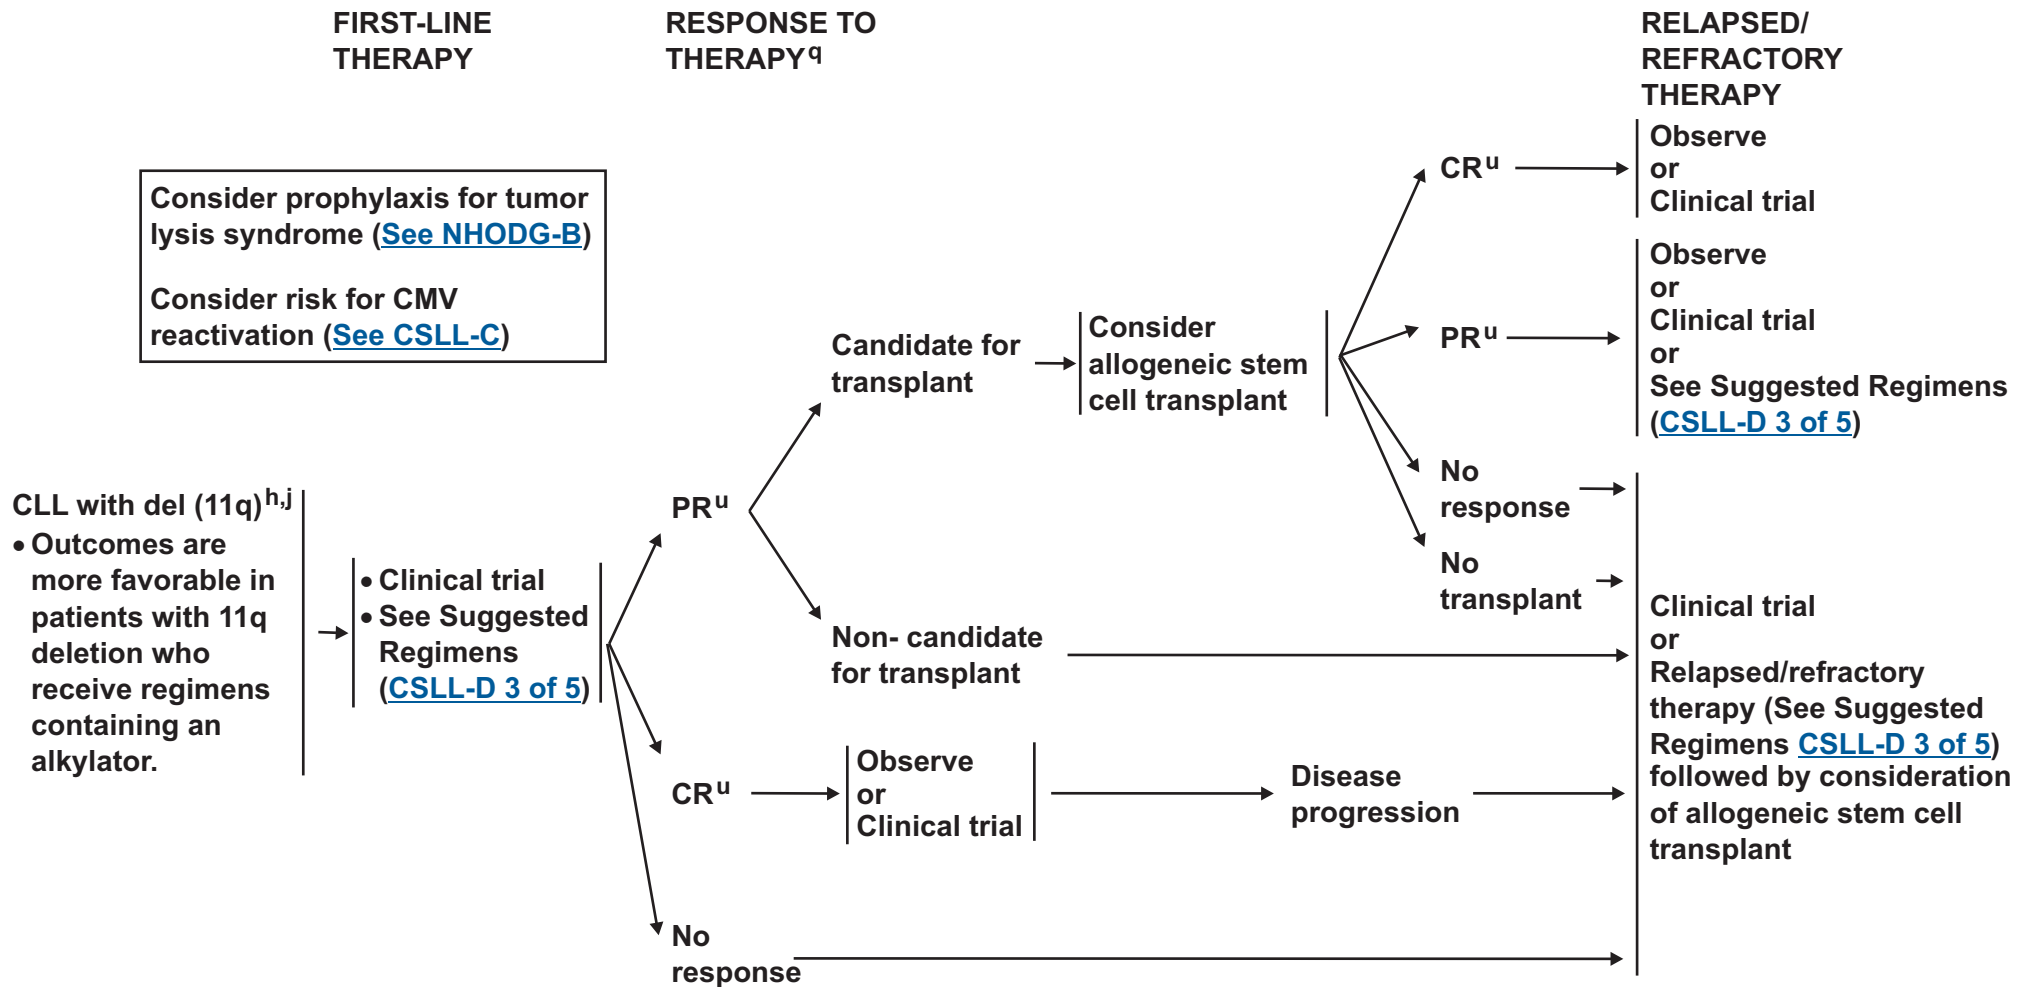 FIRST-LINE
THERAPY
RESPONSE TO
THERAPY q
RELAPSED/
REFRACTORY
THERAPY
Consider prophylaxis for tumor
lysis syndrome (See NHODG-B)
Consider risk for CMV
reactivation (See CSLL-C)
CLL with del (11q) h,j
• Outcomes are
more favorable in
patients with 11q
deletion who
receive regimens
containing an
alkylator.
• Clinical trial
• See Suggested
Regimens
(CSLL-D 3 of 5)
PR u
Candidate for
transplant
Consider
allogeneic stem
cell transplant
CR u
Observe
or
Clinical trial
PR u
Observe
or
Clinical trial
or
See Suggested Regimens
(CSLL-D 3 of 5)
No
response
No
transplant
Non- candidate
for transplant
CR u
Observe
or
Clinical trial
Disease
progression
No
response
Clinical trial
or
Relapsed/refractory
therapy (See Suggested
Regimens CSLL-D 3 of 5)
followed by consideration
of allogeneic stem cell
transplant